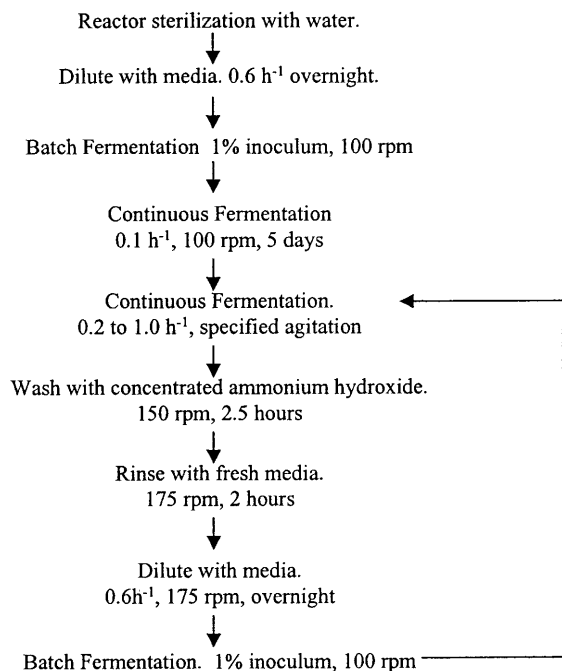 Reactor sterilization with water.
Dilute with media. 0.6 h⁻¹ overnight.
Batch Fermentation 1% inoculum, 100 rpm
Continuous Fermentation
0.1 h⁻¹, 100 rpm, 5 days
Continuous Fermentation.
0.2 to 1.0 h⁻¹, specified agitation
Wash with concentrated ammonium hydroxide.
150 rpm, 2.5 hours
Rinse with fresh media.
175 rpm, 2 hours
Dilute with media.
0.6h⁻¹, 175 rpm, overnight
Batch Fermentation. 1% inoculum, 100 rpm